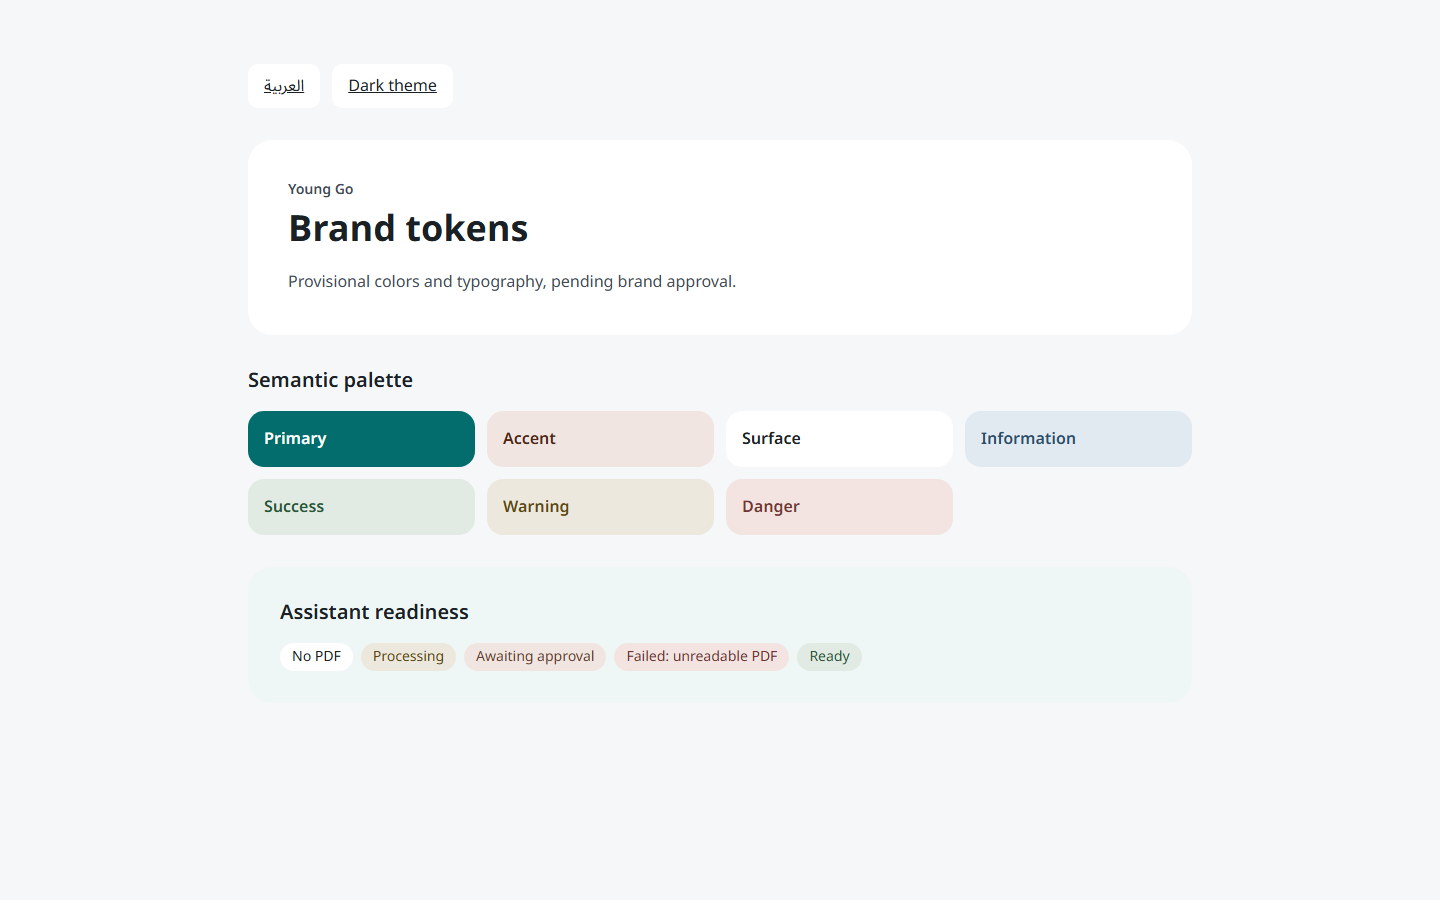 العربية
Dark theme
Young Go
Brand tokens
Provisional colors and typography, pending brand approval.
Semantic palette
Primary
Accent
Surface
Information
Success
Warning
Danger
Assistant readiness
No PDF
Processing
Awaiting approval
Failed: unreadable PDF
Ready